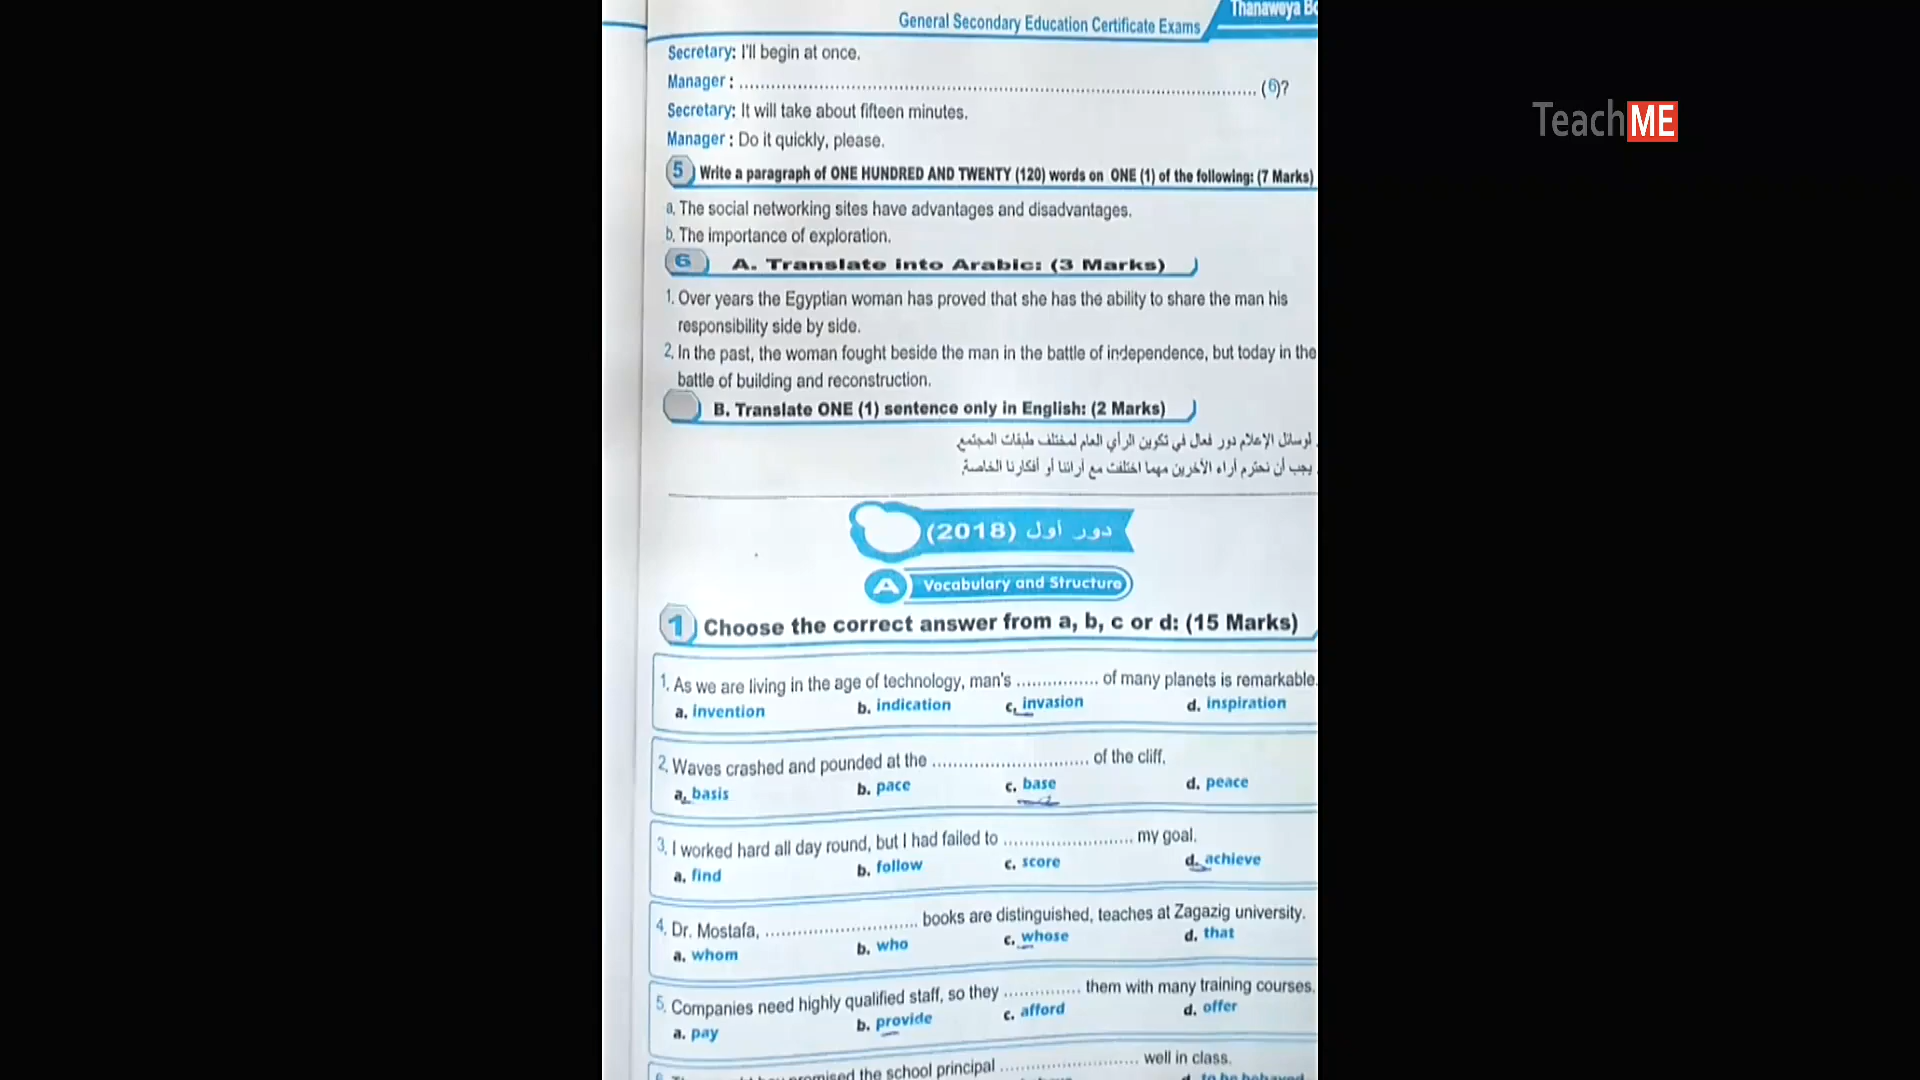 General Secondary Education Certificate Exams
Thanaweya
TeachME
Secretary: I'll begin at once.
Manager : .......... (6)?
Secretary: It will take about fifteen minutes.
Manager : Do it quickly, please.
5 Write a paragraph of ONE HUNDRED AND TWENTY (120) words on ONE (1) of the following: (7 Marks)
a. The social networking sites have advantages and disadvantages.
b. The importance of exploration.
6 A. Translate into Arabic: (3 Marks)
1. Over years the Egyptian woman has proved that she has the ability to share the man his
responsibility side by side.
2. In the past, the woman fought beside the man in the battle of independence, but today in the
battle of building and reconstruction.
B. Translate ONE (1) sentence only in English: (2 Marks)
لوسائل الإعلام دور فعال في تكوين الرأي العام لمختلف طبقات المجتمع.
يجب أن نحترم أراء الآخرين مهما اختلفت مع أرائنا أو أفكارنا الخاصة.
دور أول (2018)
A Vocabulary and Structure
1 Choose the correct answer from a, b, c or d: (15 Marks)
1. As we are living in the age of technology, man's ............... of many planets is remarkable.
a. invention b. indication c. invasion d. inspiration
2. Waves crashed and pounded at the ............................ of the cliff.
a. basis b. pace c. base d. peace
3. I worked hard all day round, but I had failed to ........................ my goal.
a. find b. follow c. score d. achieve
4. Dr. Mostafa, ............................ books are distinguished, teaches at Zagazig university.
a. whom b. who c. whose d. that
5. Companies need highly qualified staff, so they .............. them with many training courses.
a. pay b. provide c. afford d. offer
the school principal .......................... well in class.